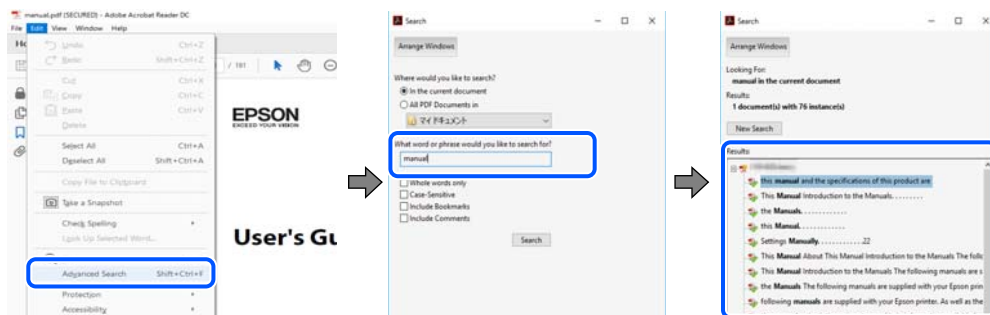 manual.pdf (SECURED) - Adobe Acrobat Reader DC
File Edit View Window Help
Undo Ctrl+Z
Shift+Ctrl+Z
Cut Ctrl+X
Copy Ctrl+C
Paste Ctrl+V
Delete
Select All Ctrl+A
Deselect All Shift+Ctrl+A
Copy File to Clipboard
Take a Snapshot
Check Spelling
Look Up Selected Word...
Advanced Search Shift+Ctrl+F
Protection
Accessibility
/ 191
EPSON
EXCEED YOUR VISION
User's Gu
Search
Arrange Windows
Where would you like to search?
In the current document
All PDF Documents in
マイ ドキュメント
What word or phrase would you like to search for?
manual
Whole words only
Case-Sensitive
Include Bookmarks
Include Comments
Search
Search
Arrange Windows
Looking For:
manual in the current document
Results:
1 document(s) with 76 instance(s)
New Search
Results:
this manual and the specifications of this product are
This Manual Introduction to the Manuals. . . . . . . . .
the Manuals. . . . . . . . . . . . .
this Manual. . . . . . . . . . . . .
Settings Manually. . . . . . . . . . . . .22
This Manual About This Manual Introduction to the Manuals The follo
This Manual Introduction to the Manuals The following manuals are s
the Manuals The following manuals are supplied with your Epson prin
following manuals are supplied with your Epson printer. As well as the